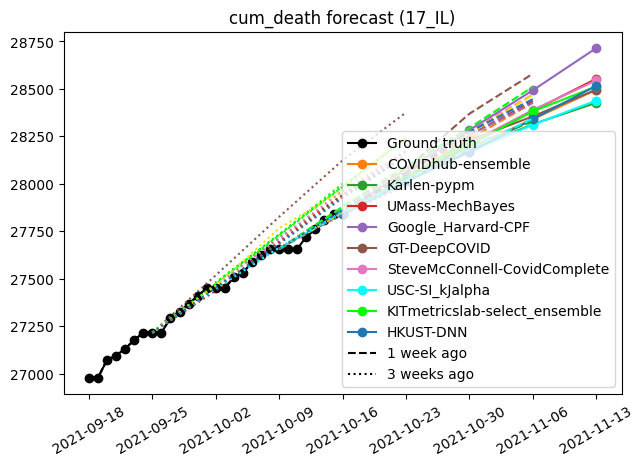 cum_death forecast (17_IL)
28750
28500
28250
28000
27750
27500
27250
27000
Ground truth
COVIDhub-ensemble
Karlen-pypm
UMass-MechBayes
Google_Harvard-CPF
GT-DeepCOVID
SteveMcConnell-CovidComplete
USC-SI_kJalpha
KITmetricslab-select_ensemble
HKUST-DNN
1 week ago
3 weeks ago
2021-09-18
2021-09-25
2021-10-02
2021-10-09
2021-10-16
2021-10-23
2021-10-30
2021-11-06
2021-11-13